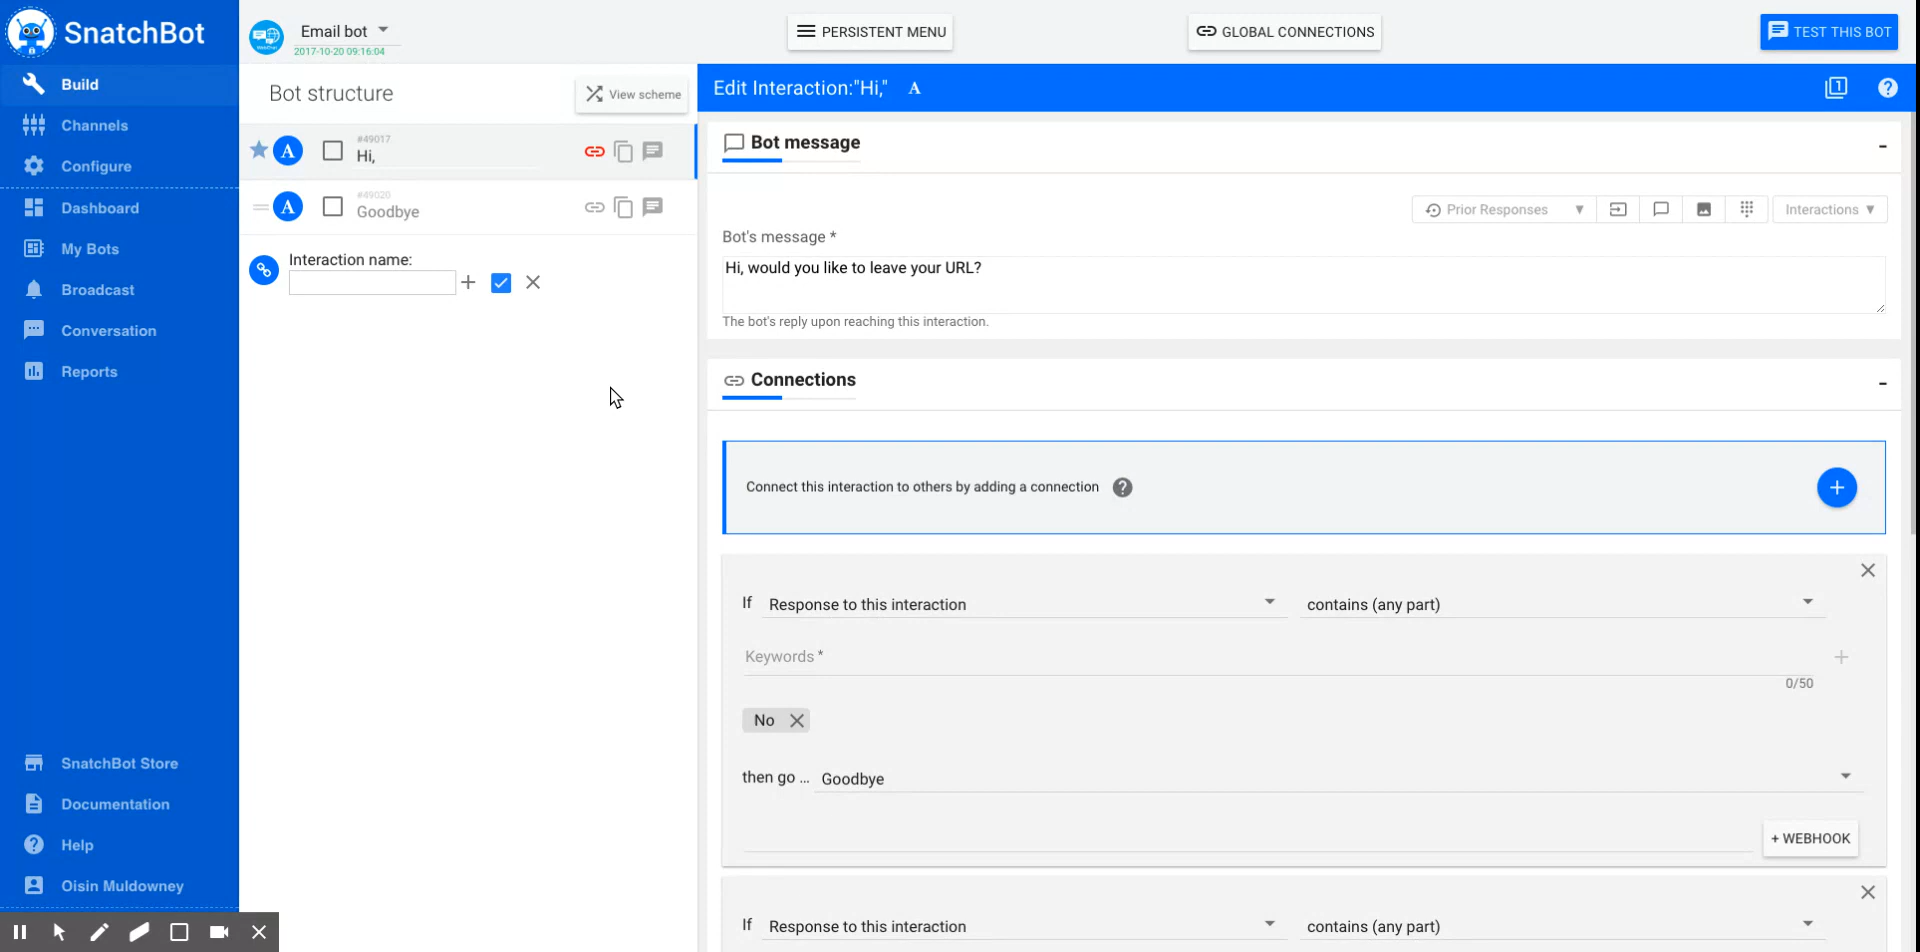 SnatchBot
Email bot
2017-10-20 09:16:04
PERSISTENT MENU
GLOBAL CONNECTIONS
TEST THIS BOT
Build
Channels
Configure
Dashboard
My Bots
Broadcast
Conversation
Reports
SnatchBot Store
Documentation
Help
Oisin Muldowney
Bot structure
View scheme
A
#49017
Hi,
A
#49020
Goodbye
Interaction name:
Edit Interaction:"Hi," A
1
?
Bot message
-
Prior Responses
Interactions
Bot's message *
Hi, would you like to leave your URL?
The bot's reply upon reaching this interaction.
Connections
-
Connect this interaction to others by adding a connection ?
+
If Response to this interaction contains (any part)
Keywords *
+
0/50
No
then go ... Goodbye
+ WEBHOOK
If Response to this interaction contains (any part)